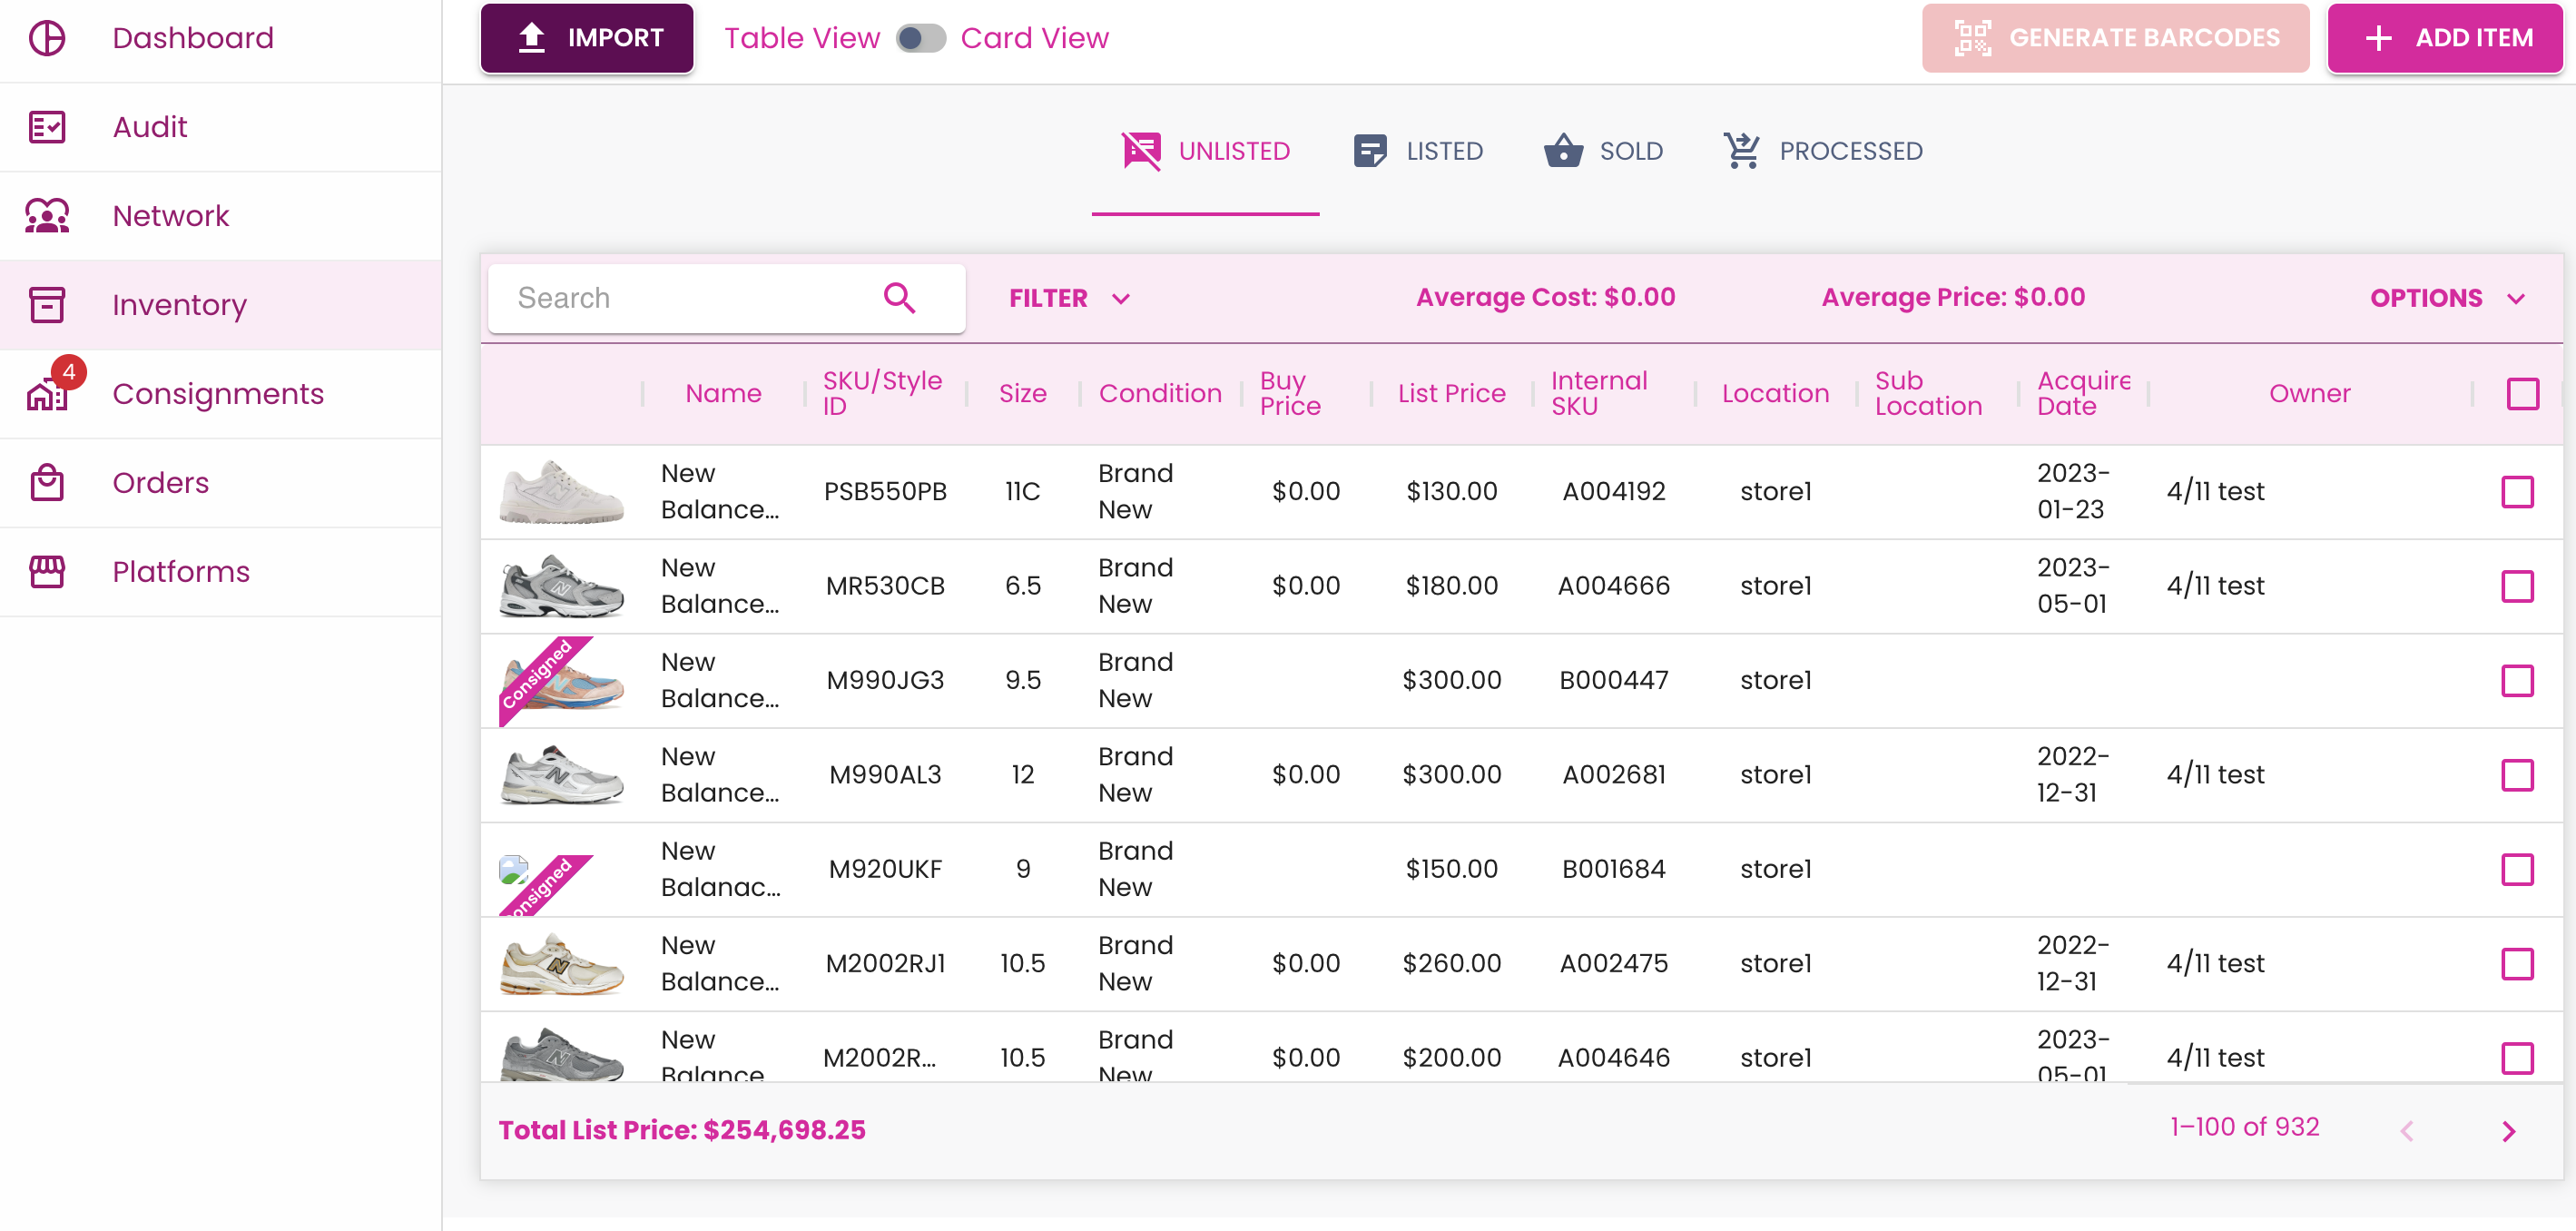 Dashboard
Audit
Network
Inventory
4
Consignments
Orders
Platforms
IMPORT
Table View
Card View
GENERATE BARCODES
ADD ITEM
UNLISTED
LISTED
SOLD
PROCESSED
Search
FILTER
Average Cost: $0.00
Average Price: $0.00
OPTIONS
Name
SKU/Style
ID
Size
Condition
Buy
Price
List Price
Internal
SKU
Location
Sub
Location
Acquire
Date
Owner
New
Balance...
PSB550PB
11C
Brand
New
$0.00
$130.00
A004192
store1
2023-
01-23
4/11 test
New
Balance...
MR530CB
6.5
Brand
New
$0.00
$180.00
A004666
store1
2023-
05-01
4/11 test
Consigned
New
Balance...
M990JG3
9.5
Brand
New
$300.00
B000447
store1
New
Balance...
M990AL3
12
Brand
New
$0.00
$300.00
A002681
store1
2022-
12-31
4/11 test
onsigned
New
Balanac...
M920UKF
9
Brand
New
$150.00
B001684
store1
New
Balance...
M2002RJ1
10.5
Brand
New
$0.00
$260.00
A002475
store1
2022-
12-31
4/11 test
New
Balance
M2002R...
10.5
Brand
New
$0.00
$200.00
A004646
store1
2023-
05-01
4/11 test
Total List Price: $254,698.25
1–100 of 932